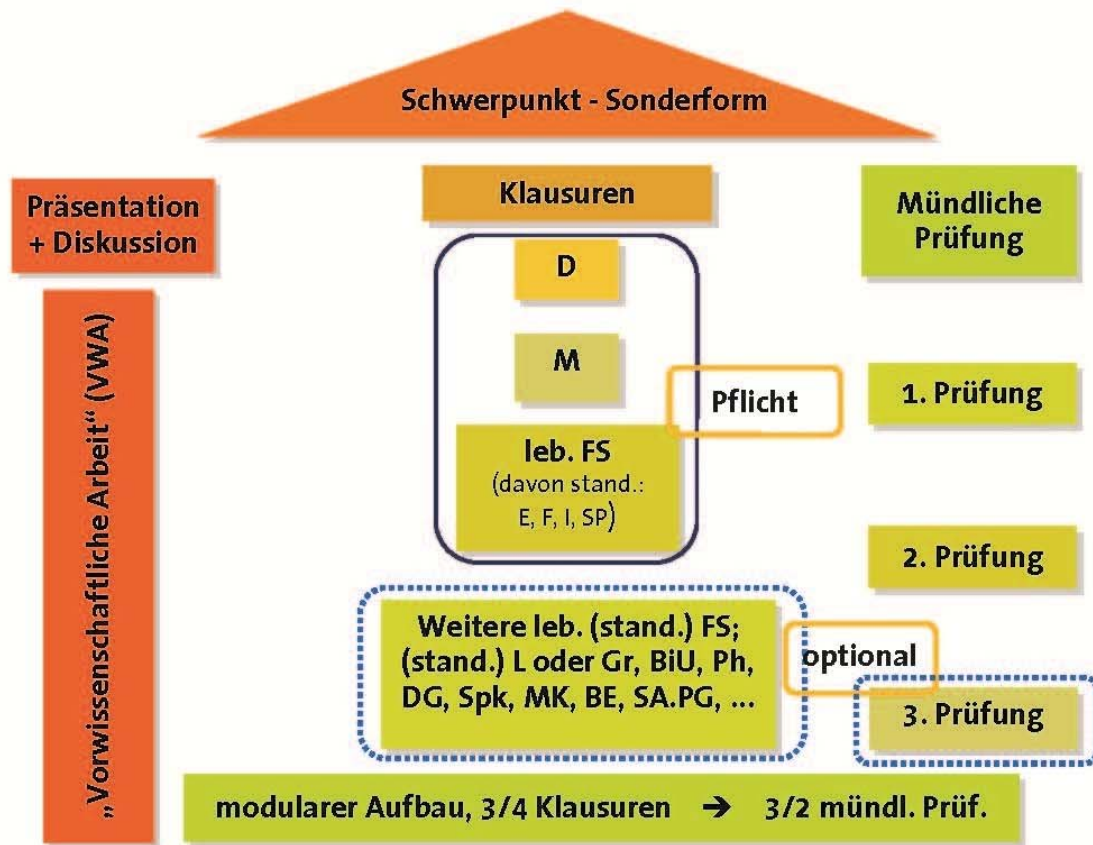 Schwerpunkt - Sonderform
Präsentation
+ Diskussion
„Vorwissenschaftliche Arbeit“ (VWA)
Klausuren
D
M
leb. FS
(davon stand.:
E, F, I, SP)
Pflicht
Weitere leb. (stand.) FS;
(stand.) L oder Gr, BiU, Ph,
DG, Spk, MK, BE, SA.PG, ...
optional
Mündliche
Prüfung
1. Prüfung
2. Prüfung
3. Prüfung
modularer Aufbau, 3/4 Klausuren → 3/2 mündl. Prüf.